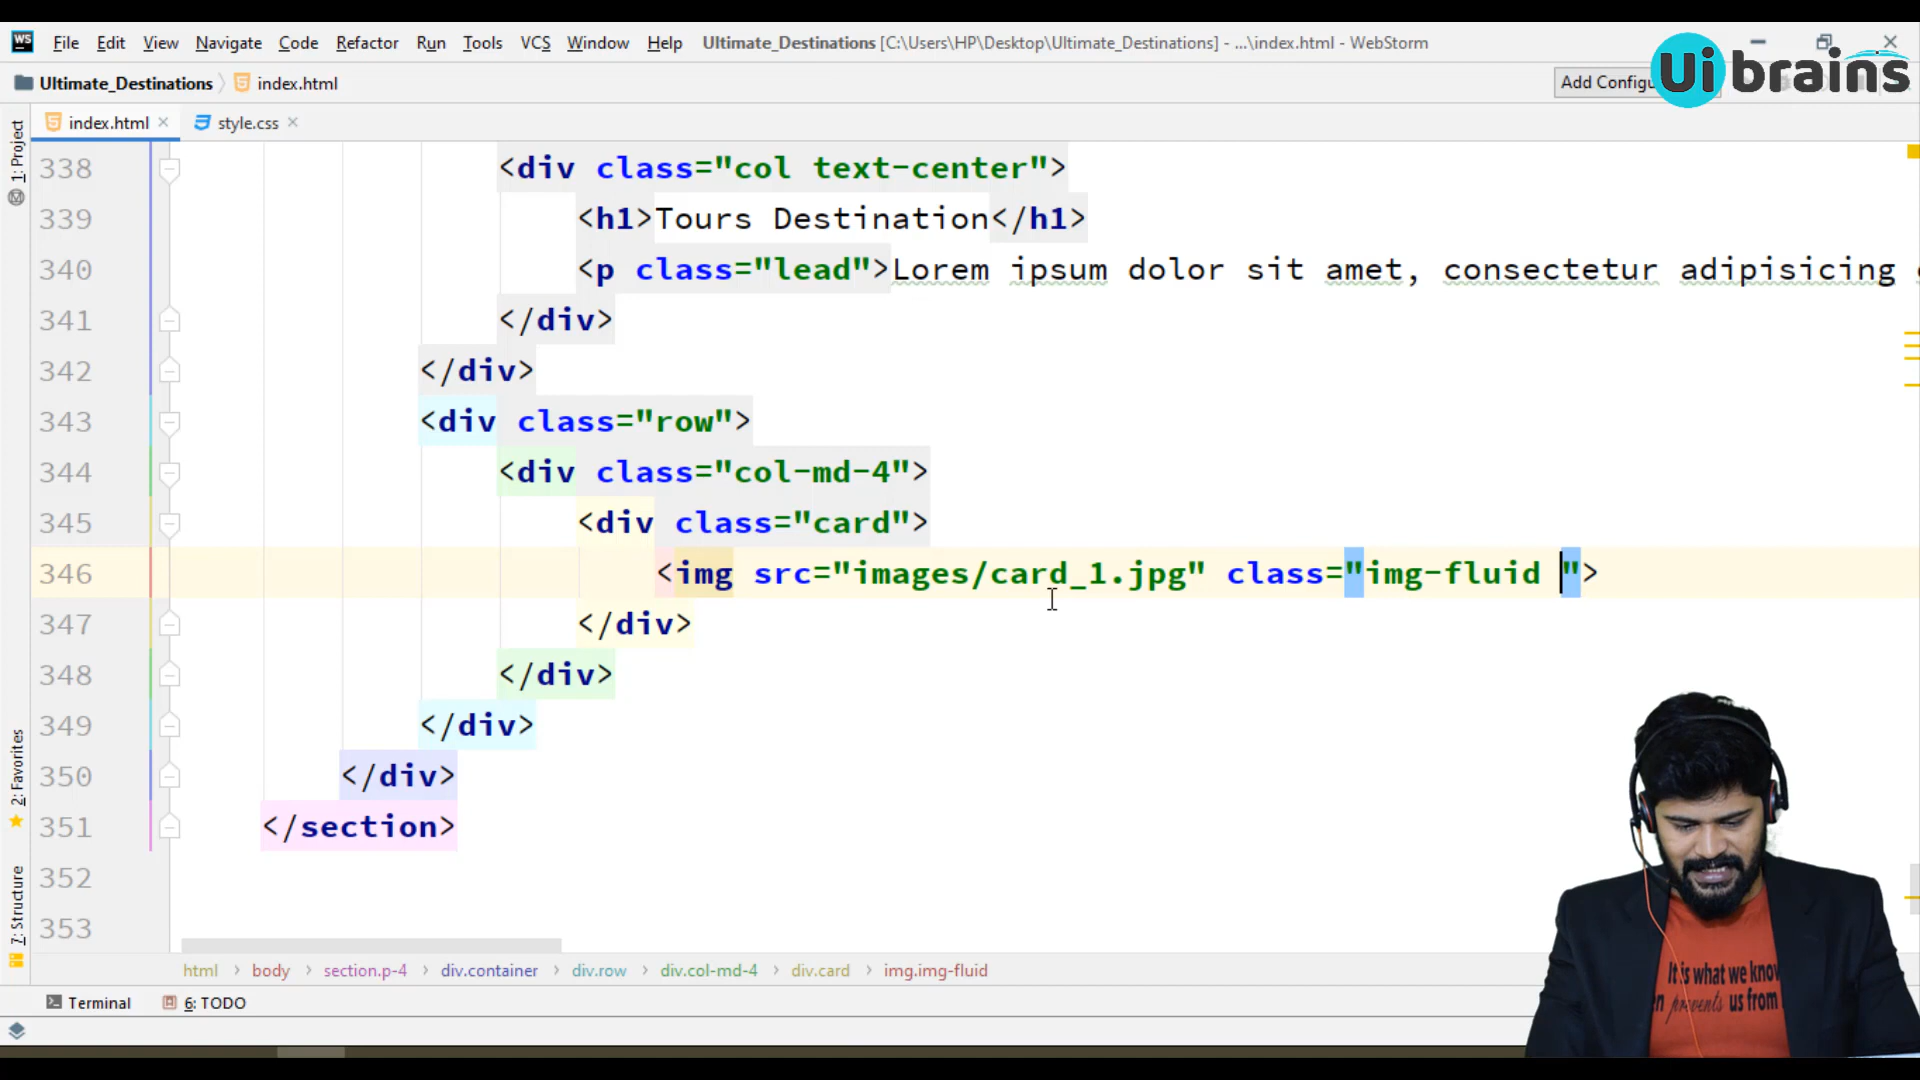 WS File Edit View Navigate Code Refactor Run Tools VCS Window Help Ultimate_Destinations [C:\Users\HP\Desktop\Ultimate_Destinations] - ...\index.html - WebStorm
Ultimate_Destinations index.html Add Configu
Ui brains
index.html style.css
1: Project
2: Favorites
7: Structure
338 <div class="col text-center">
339 <h1>Tours Destination</h1>
340 <p class="lead">Lorem ipsum dolor sit amet, consectetur adipisicing
341 </div>
342 </div>
343 <div class="row">
344 <div class="col-md-4">
345 <div class="card">
346 <img src="images/card_1.jpg" class="img-fluid ">
347 </div>
348 </div>
349 </div>
350 </div>
351 </section>
352
353
html body section.p-4 div.container div.row div.col-md-4 div.card img.img-fluid
Terminal 6: TODO
It is what we know
prevents us from